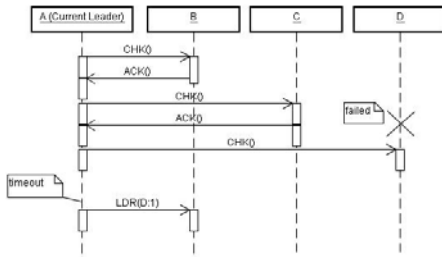 A (Current Leader)
B
C
D
CHK()
ACK()
CHK()
ACK()
failed
CHK()
timeout
LDR(D:1)